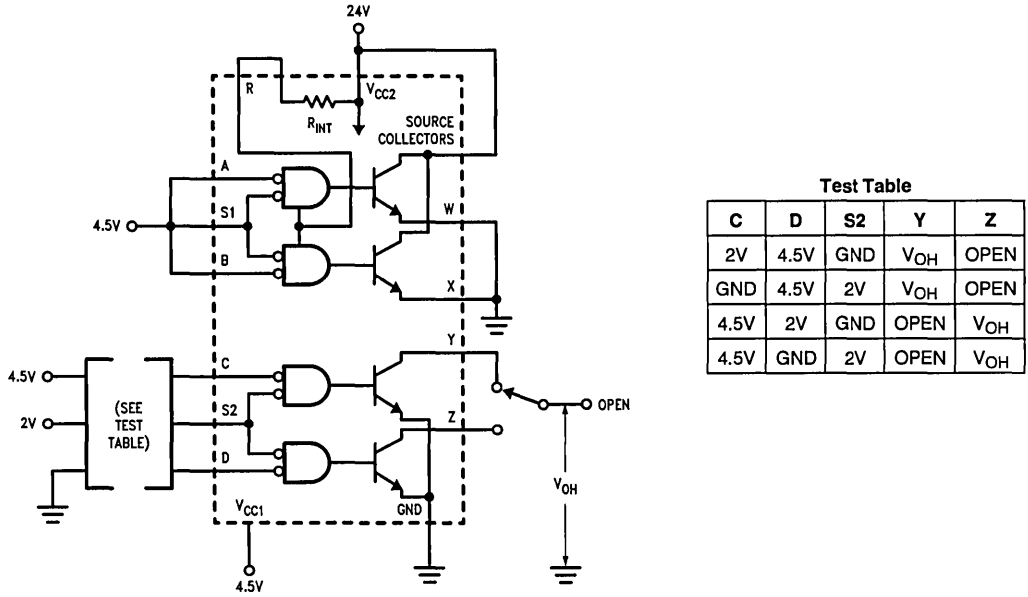 24V
R
VCC2
RINT
SOURCE
COLLECTORS
A
S1
W
4.5V
B
X
Y
C
4.5V
(SEE
TEST
TABLE)
2V
S2
OPEN
Z
D
VOH
VCC1
GND
4.5V
Test Table
C D S2 Y Z
2V 4.5V GND VOH OPEN
GND 4.5V 2V VOH OPEN
4.5V 2V GND OPEN VOH
4.5V GND 2V OPEN VOH